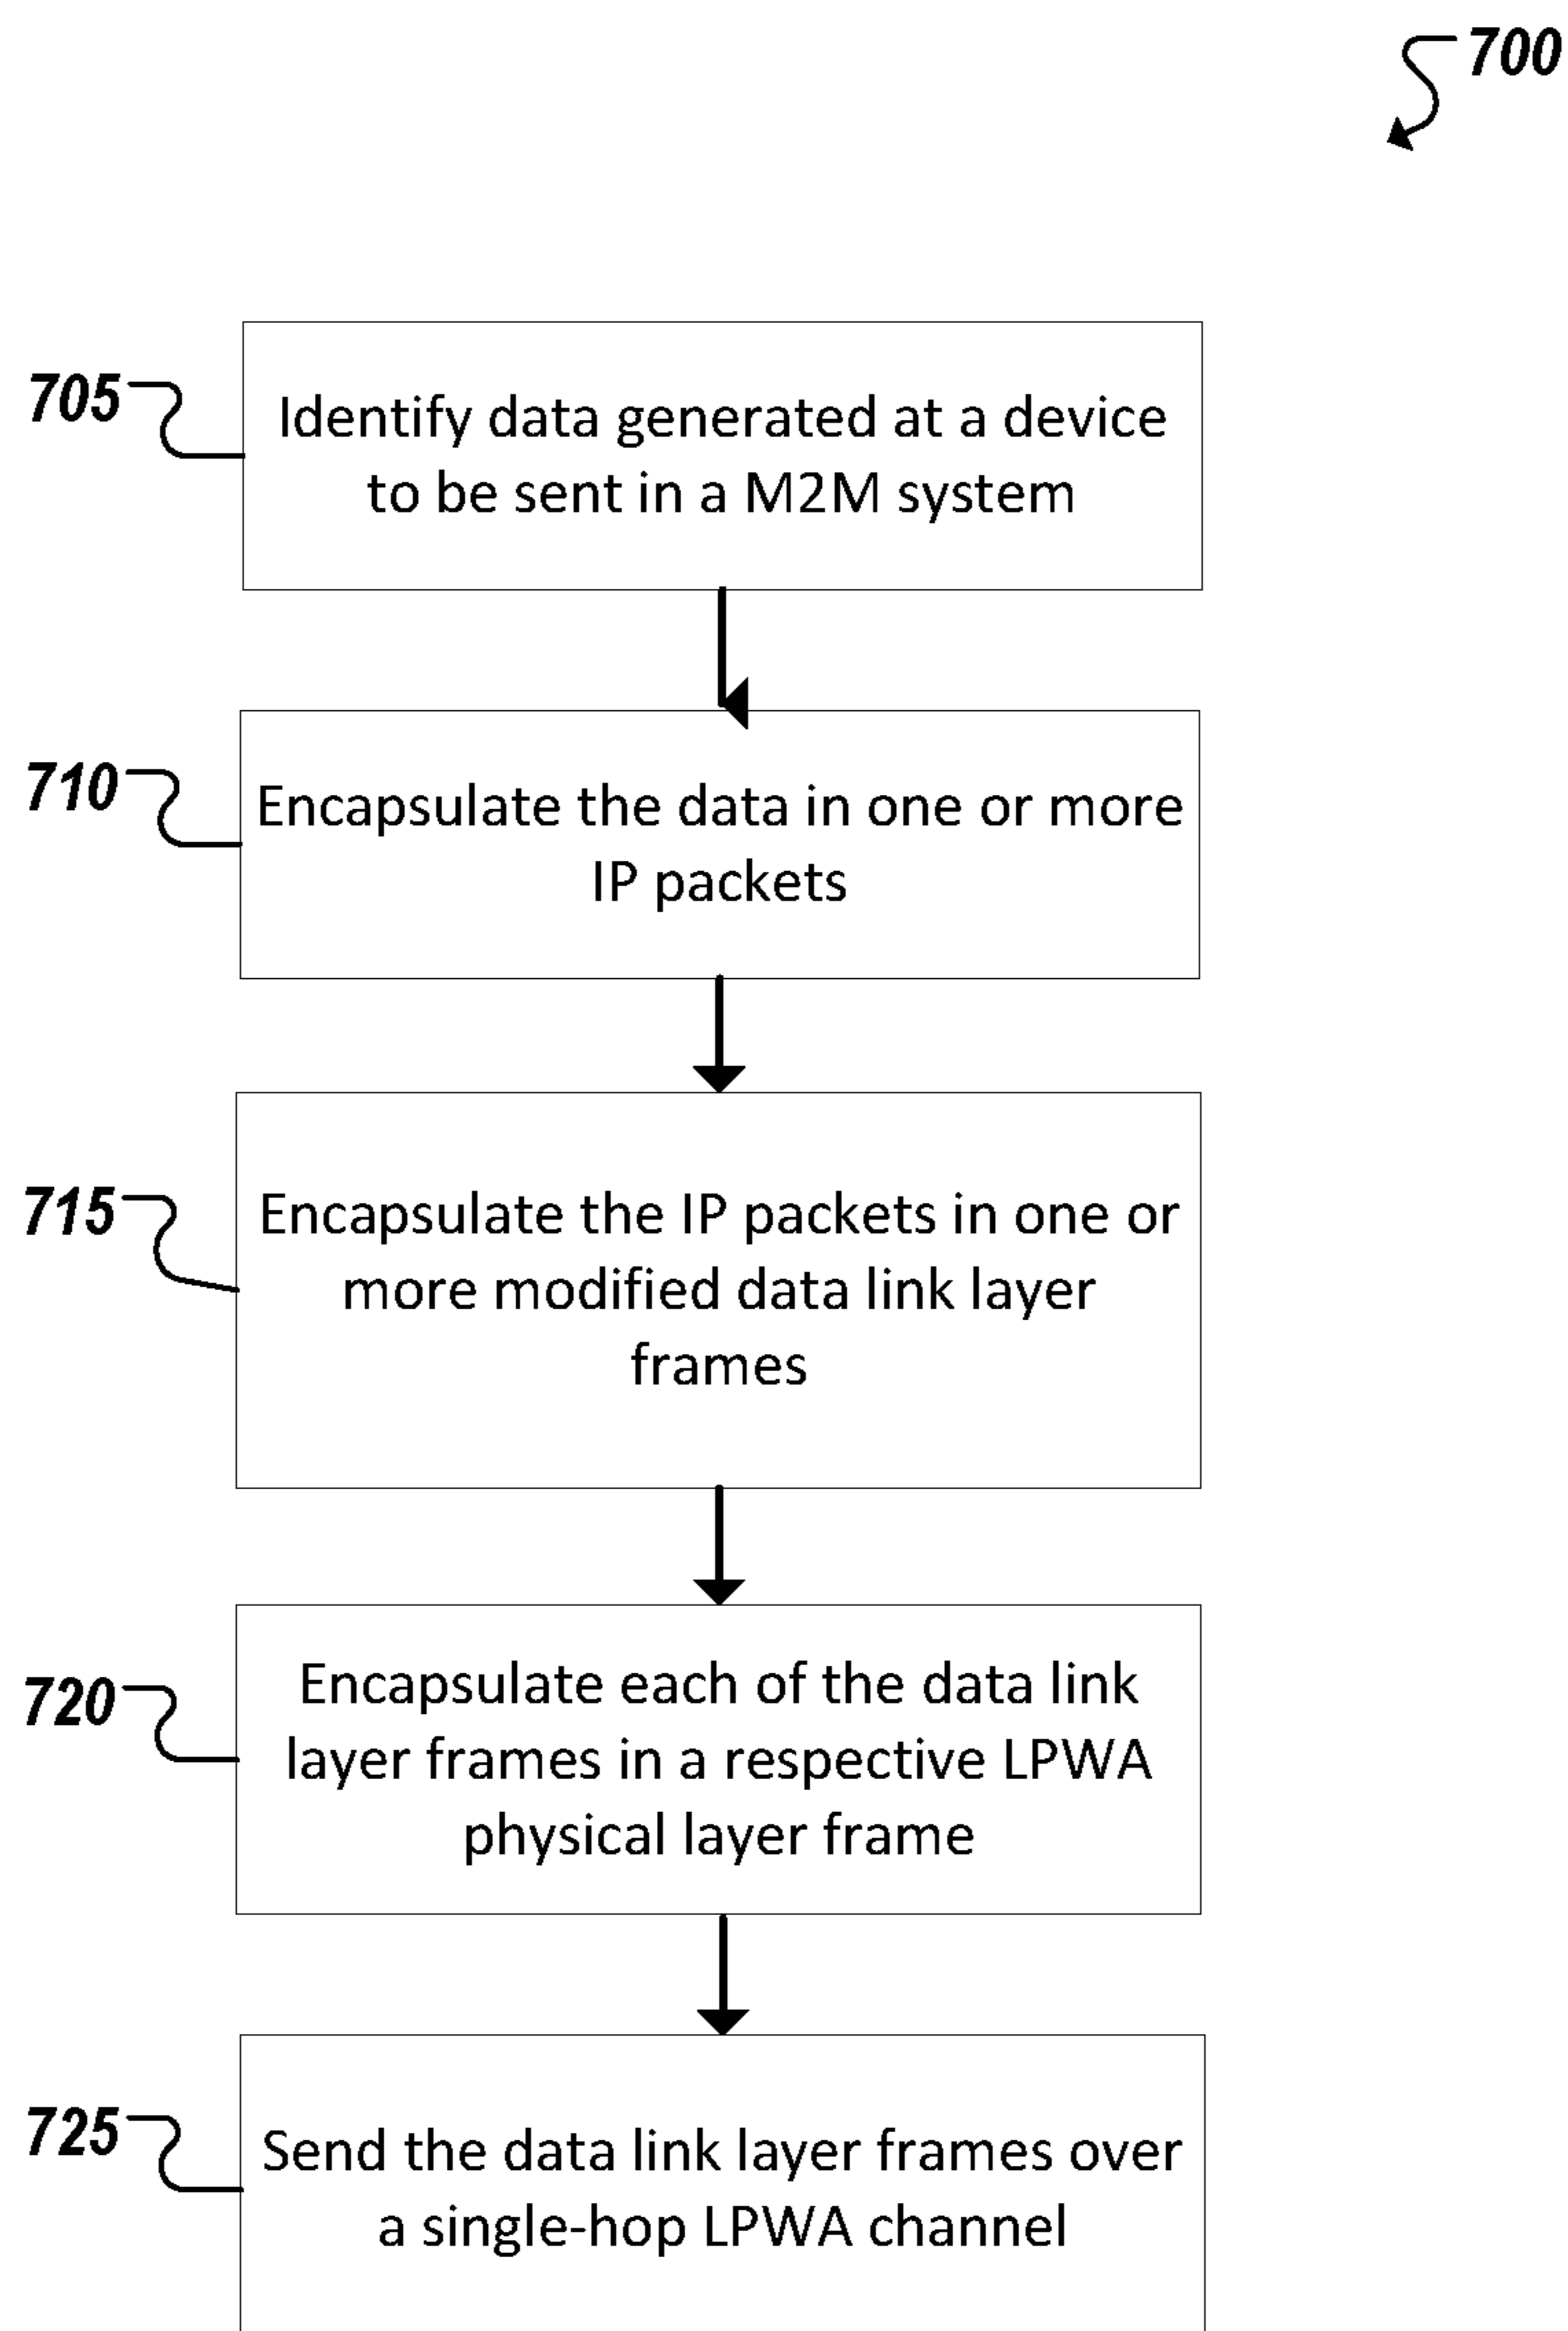 700
705
Identify data generated at a device
to be sent in a M2M system
710
Encapsulate the data in one or more
IP packets
715
Encapsulate the IP packets in one or
more modified data link layer
frames
720
Encapsulate each of the data link
layer frames in a respective LPWA
physical layer frame
725
Send the data link layer frames over
a single-hop LPWA channel